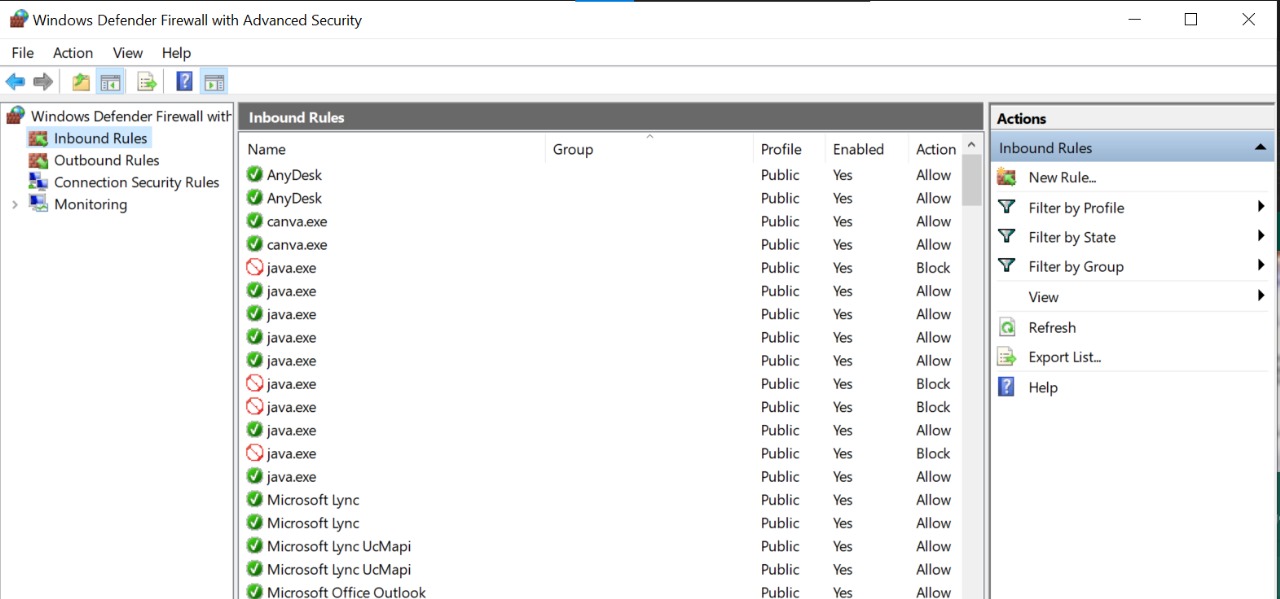 Windows Defender Firewall with Advanced Security
File Action View Help
Windows Defender Firewall with
Inbound Rules
Outbound Rules
Connection Security Rules
Monitoring
Inbound Rules
Name Group Profile Enabled Action
AnyDesk Public Yes Allow
AnyDesk Public Yes Allow
canva.exe Public Yes Allow
canva.exe Public Yes Allow
java.exe Public Yes Block
java.exe Public Yes Allow
java.exe Public Yes Allow
java.exe Public Yes Allow
java.exe Public Yes Allow
java.exe Public Yes Block
java.exe Public Yes Block
java.exe Public Yes Allow
java.exe Public Yes Block
java.exe Public Yes Allow
Microsoft Lync Public Yes Allow
Microsoft Lync Public Yes Allow
Microsoft Lync UcMapi Public Yes Allow
Microsoft Lync UcMapi Public Yes Allow
Microsoft Office Outlook Public Yes Allow
Actions
Inbound Rules
New Rule...
Filter by Profile
Filter by State
Filter by Group
View
Refresh
Export List...
Help